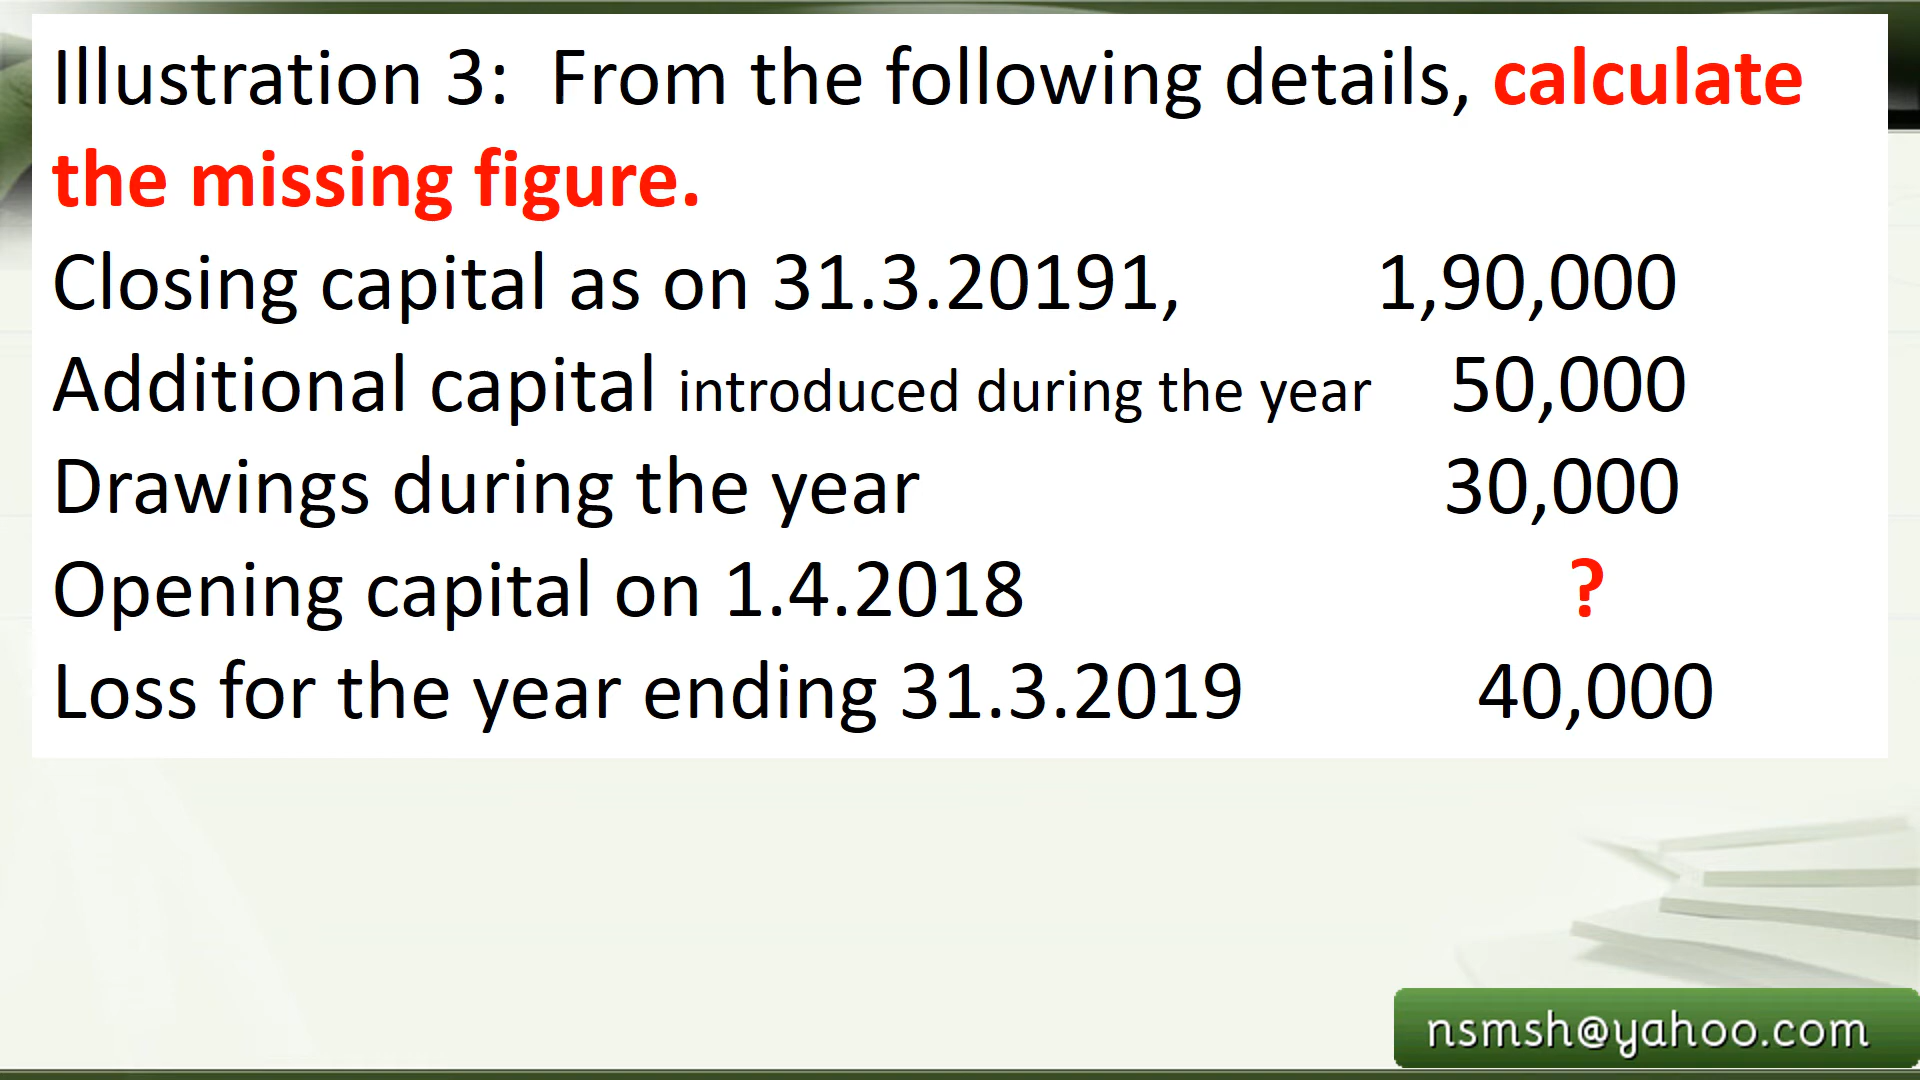 Illustration 3: From the following details, calculate
the missing figure.
Closing capital as on 31.3.20191, 1,90,000
Additional capital introduced during the year 50,000
Drawings during the year 30,000
Opening capital on 1.4.2018 ?
Loss for the year ending 31.3.2019 40,000
nsmsh@yahoo.com